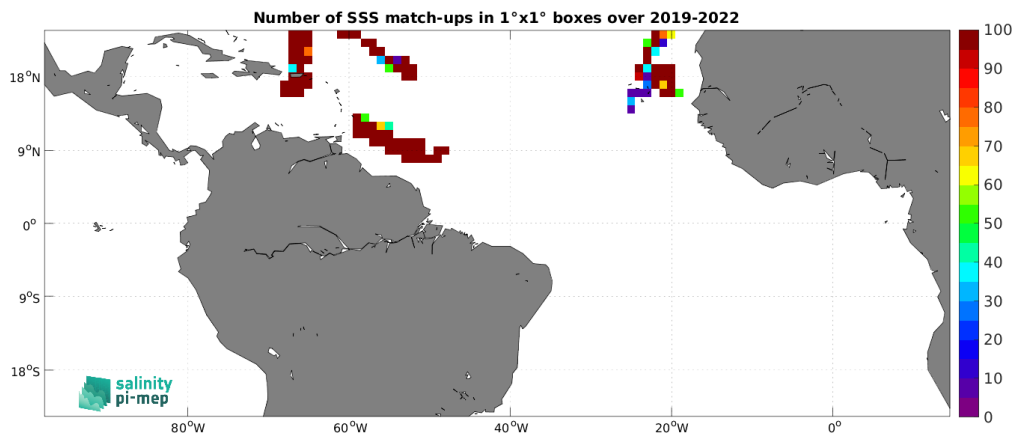 Number of SSS match-ups in 1°x1° boxes over 2019-2022
100
90
80
70
60
50
40
30
20
10
0
18°N
9°N
0°
9°S
18°S
80°W
60°W
40°W
20°W
0°
salinity
pi-mep